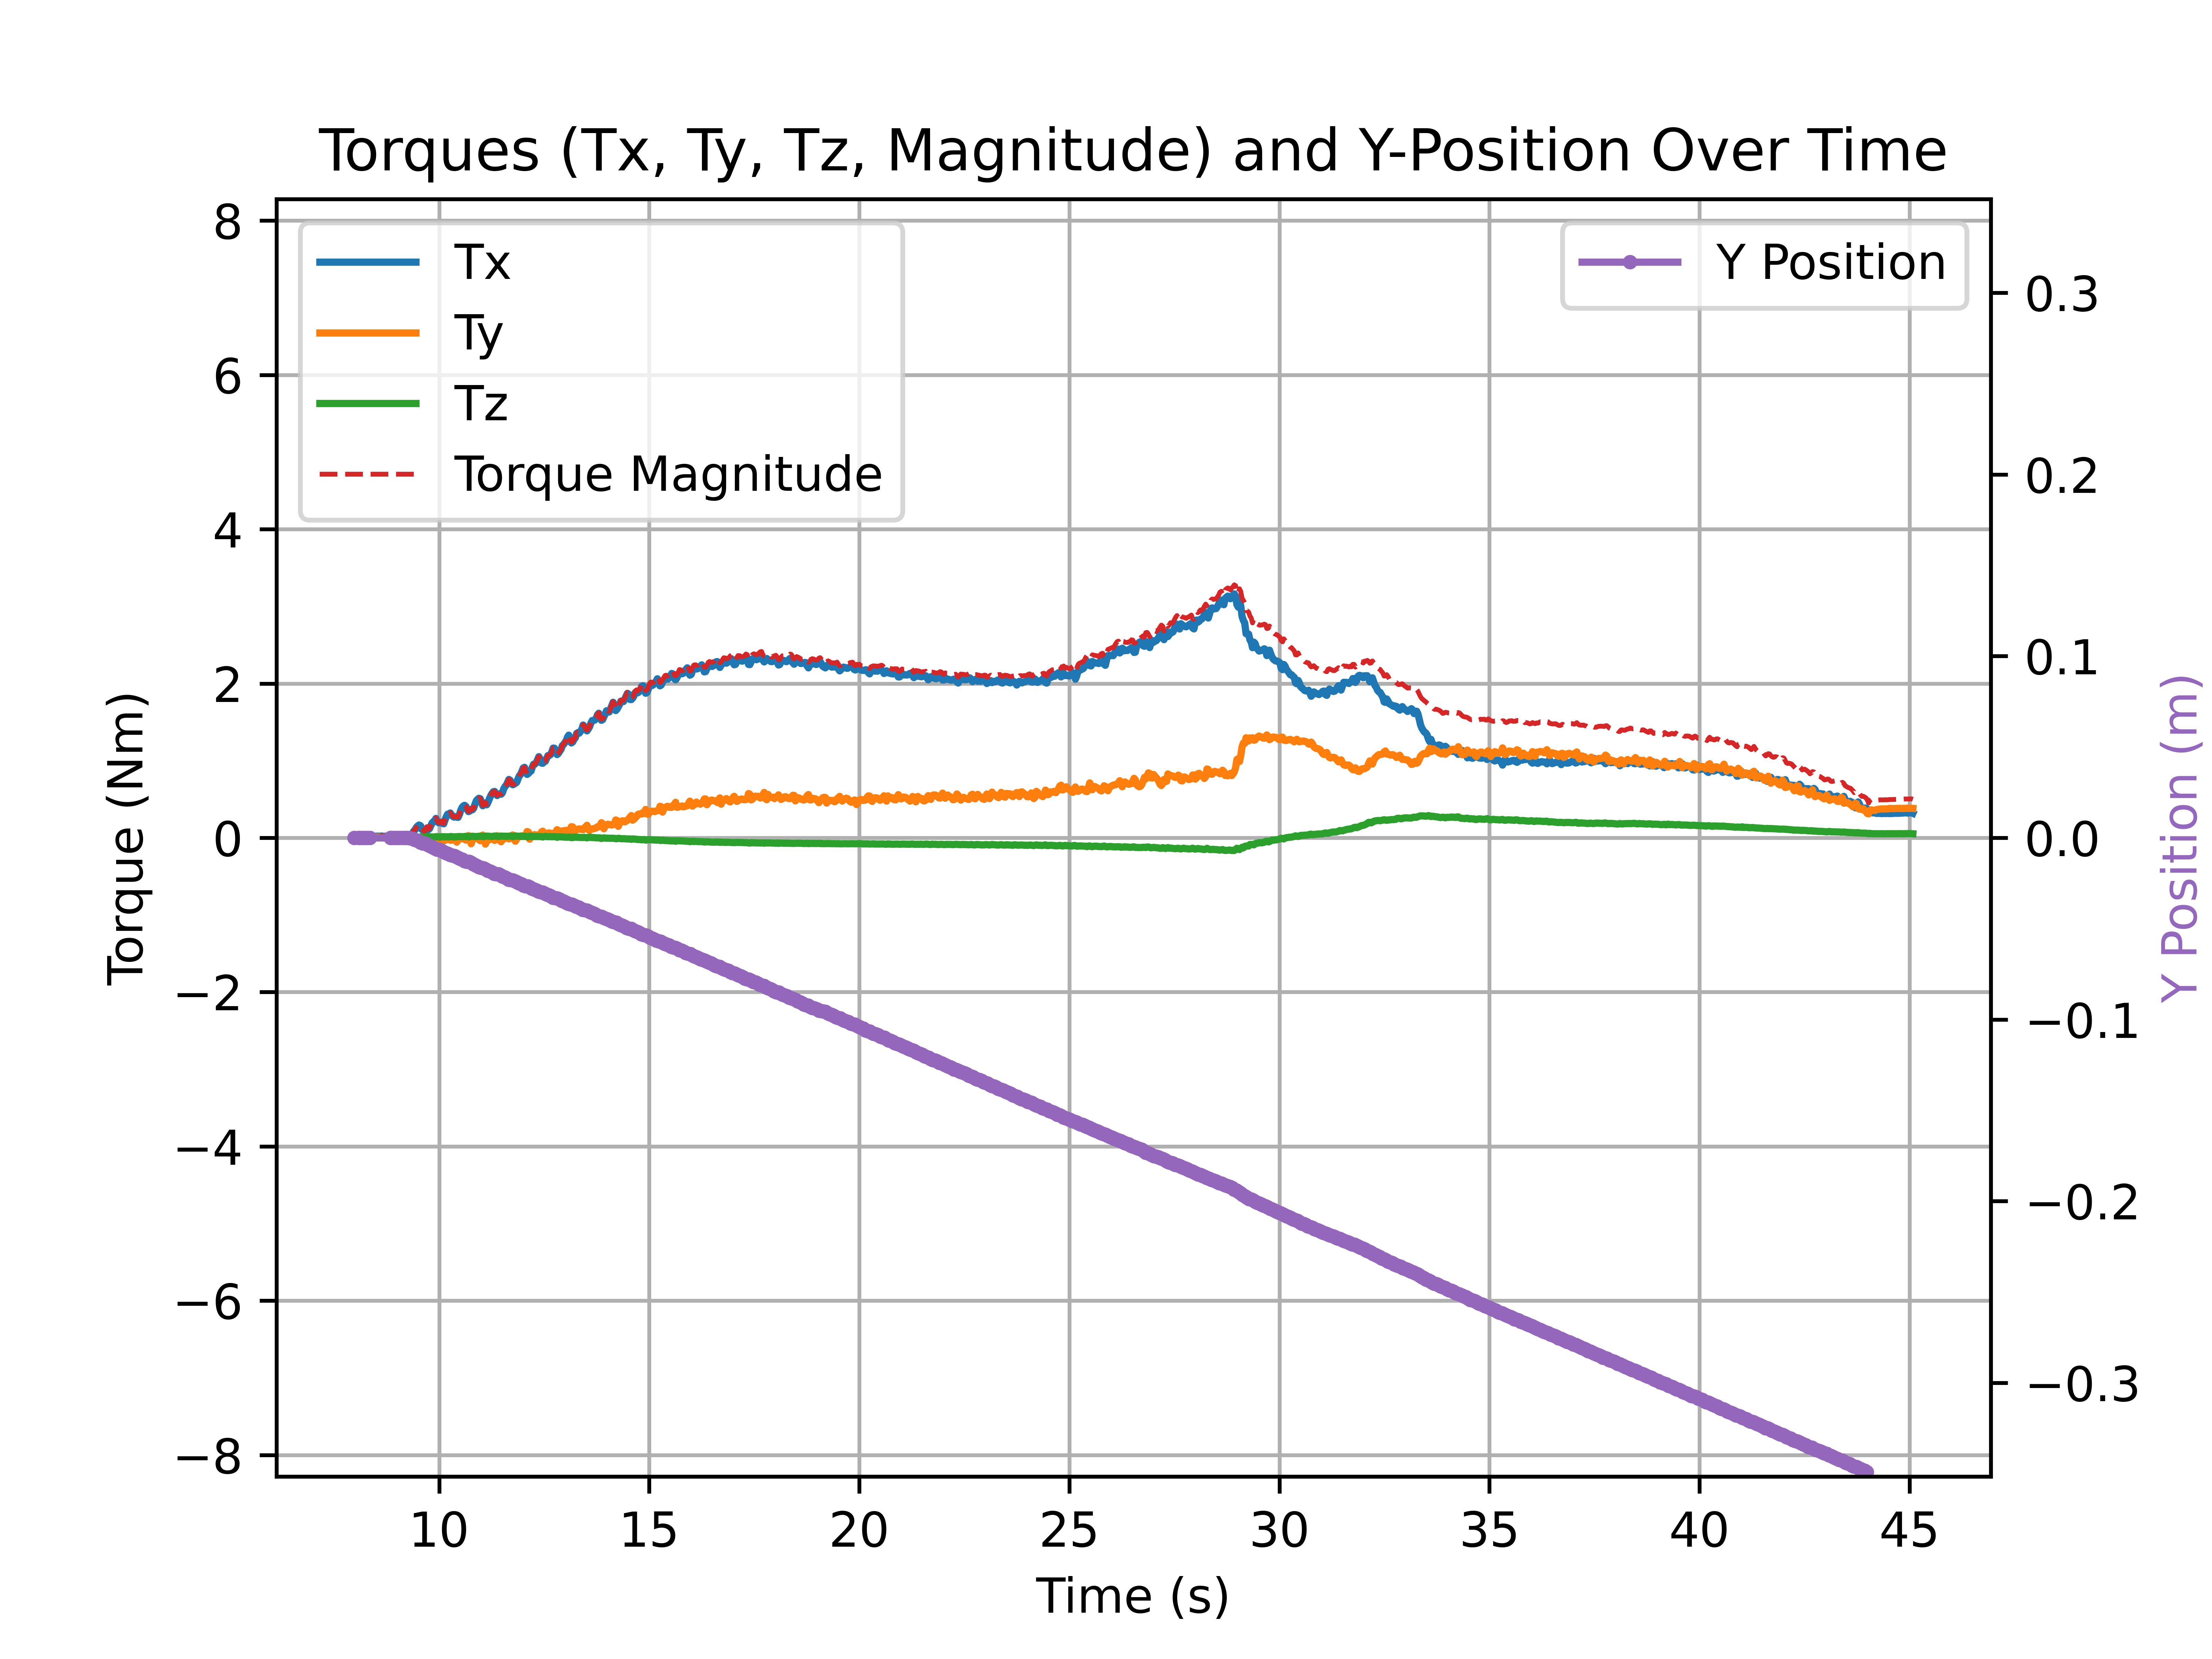 Torques (Tx, Ty, Tz, Magnitude) and Y-Position Over Time
Tx
Ty
Tz
Torque Magnitude
Y Position
8
6
4
2
0
−2
−4
−6
−8
Torque (Nm)
0.3
0.2
0.1
0.0
−0.1
−0.2
−0.3
Y Position (m)
10 15 20 25 30 35 40 45
Time (s)